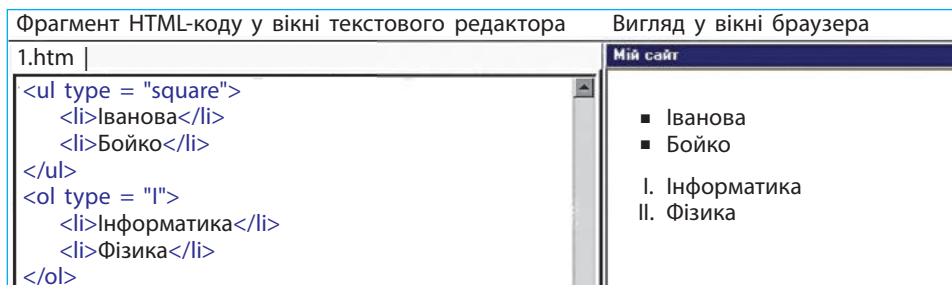 Фрагмент HTML-коду у вікні текстового редактора
Вигляд у вікні браузера
1.htm |
<ul type = "square">
<li>Іванова</li>
<li>Бойко</li>
</ul>
<ol type = "I">
<li>Інформатика</li>
<li>Фізика</li>
</ol>
Мій сайт
▪ Іванова
▪ Бойко
I. Інформатика
II. Фізика